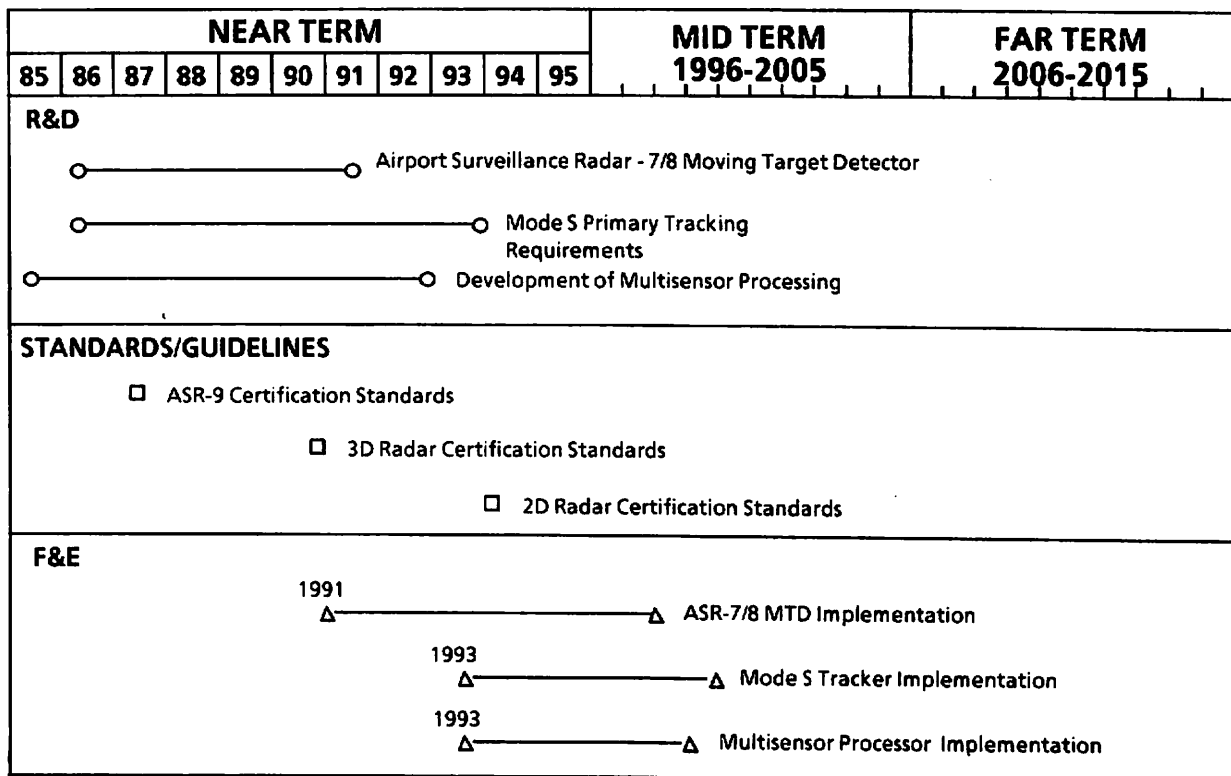 NEAR TERM
MID TERM
1996-2005
FAR TERM
2006-2015
85 86 87 88 89 90 91 92 93 94 95
R&D
Airport Surveillance Radar - 7/8 Moving Target Detector
Mode S Primary Tracking
Requirements
Development of Multisensor Processing
STANDARDS/GUIDELINES
ASR-9 Certification Standards
3D Radar Certification Standards
2D Radar Certification Standards
F&E
1991
ASR-7/8 MTD Implementation
1993
Mode S Tracker Implementation
1993
Multisensor Processor Implementation